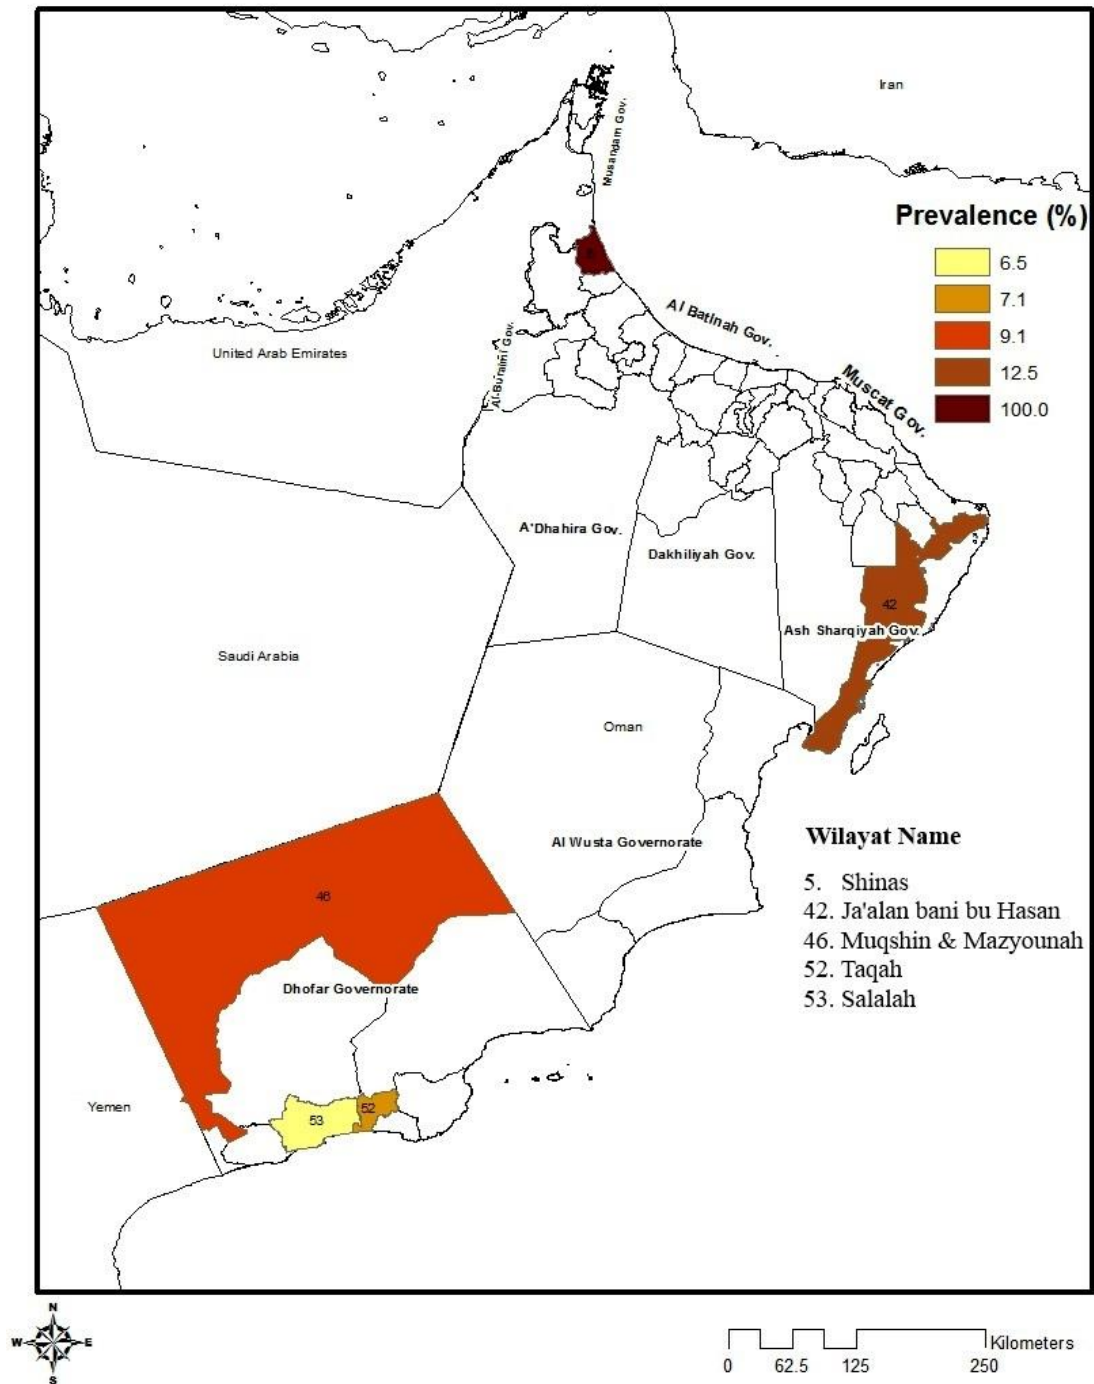 Iran
Musandam Gov.
Prevalence (%)
6.5
7.1
9.1
12.5
100.0
Al Batinah Gov.
United Arab Emirates
Al-Buraimi Gov.
Muscat Gov.
A'Dhahira Gov.
Dakhiliyah Gov.
42
Ash Sharqiyah Gov.
Saudi Arabia
Oman
Al Wusta Governorate
Wilayat Name
5. Shinas
42. Ja'alan bani bu Hasan
46. Muqshin & Mazyounah
52. Taqah
53. Salalah
46
Dhofar Governorate
Yemen
53
52
N
W E
S
Kilometers
0 62.5 125 250